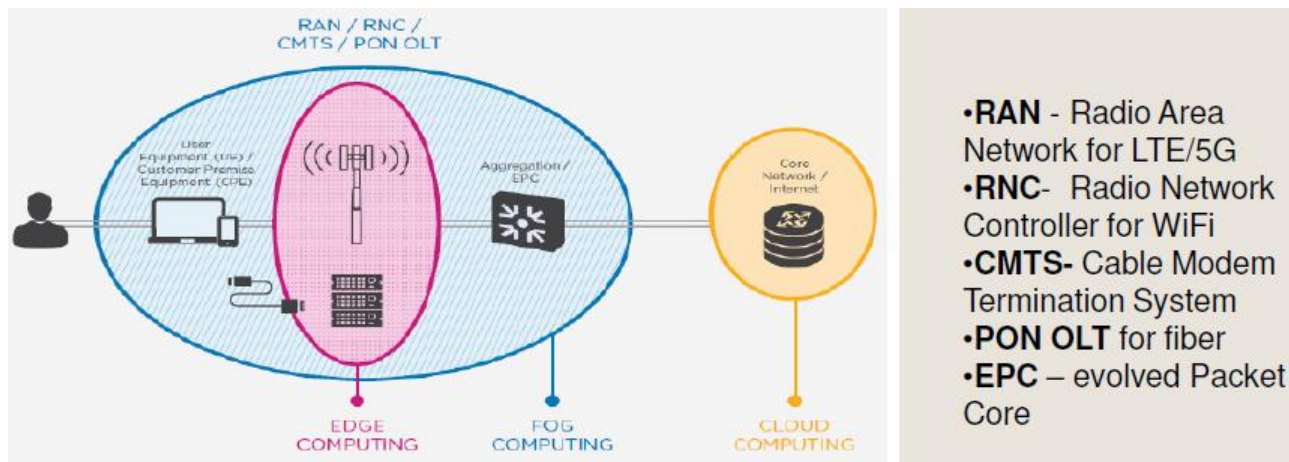 RAN / RNC /
CMTS / PON OLT
User
Equipment (UE) /
Customer Premise
Equipment (CPE)
Aggregation /
EPC
Core
Network /
Internet
EDGE
COMPUTING
FOG
COMPUTING
CLOUD
COMPUTING
•RAN - Radio Area
Network for LTE/5G
•RNC- Radio Network
Controller for WiFi
•CMTS- Cable Modem
Termination System
•PON OLT for fiber
•EPC – evolved Packet
Core